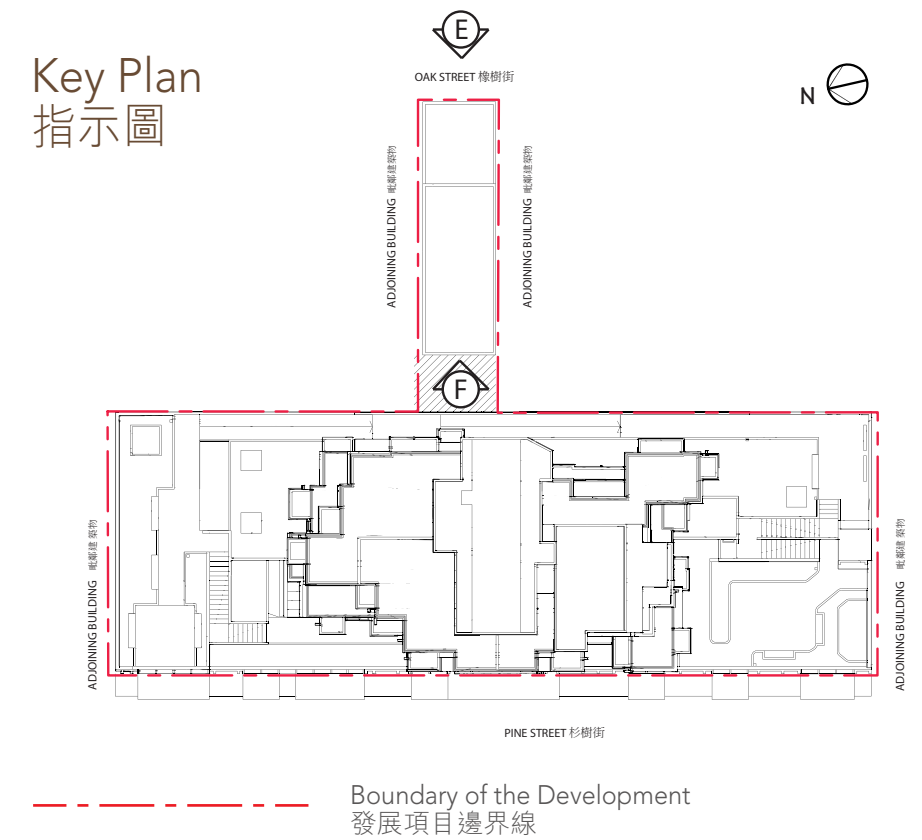 E
OAK STREET 橡樹街
Key Plan
指示圖
N
ADJOINING BUILDING 毗鄰建築物
ADJOINING BUILDING 毗鄰建築物
F
ADJOINING BUILDING 毗鄰建築物
ADJOINING BUILDING 毗鄰建築物
PINE STREET 杉樹街
Boundary of the Development
發展項目邊界線